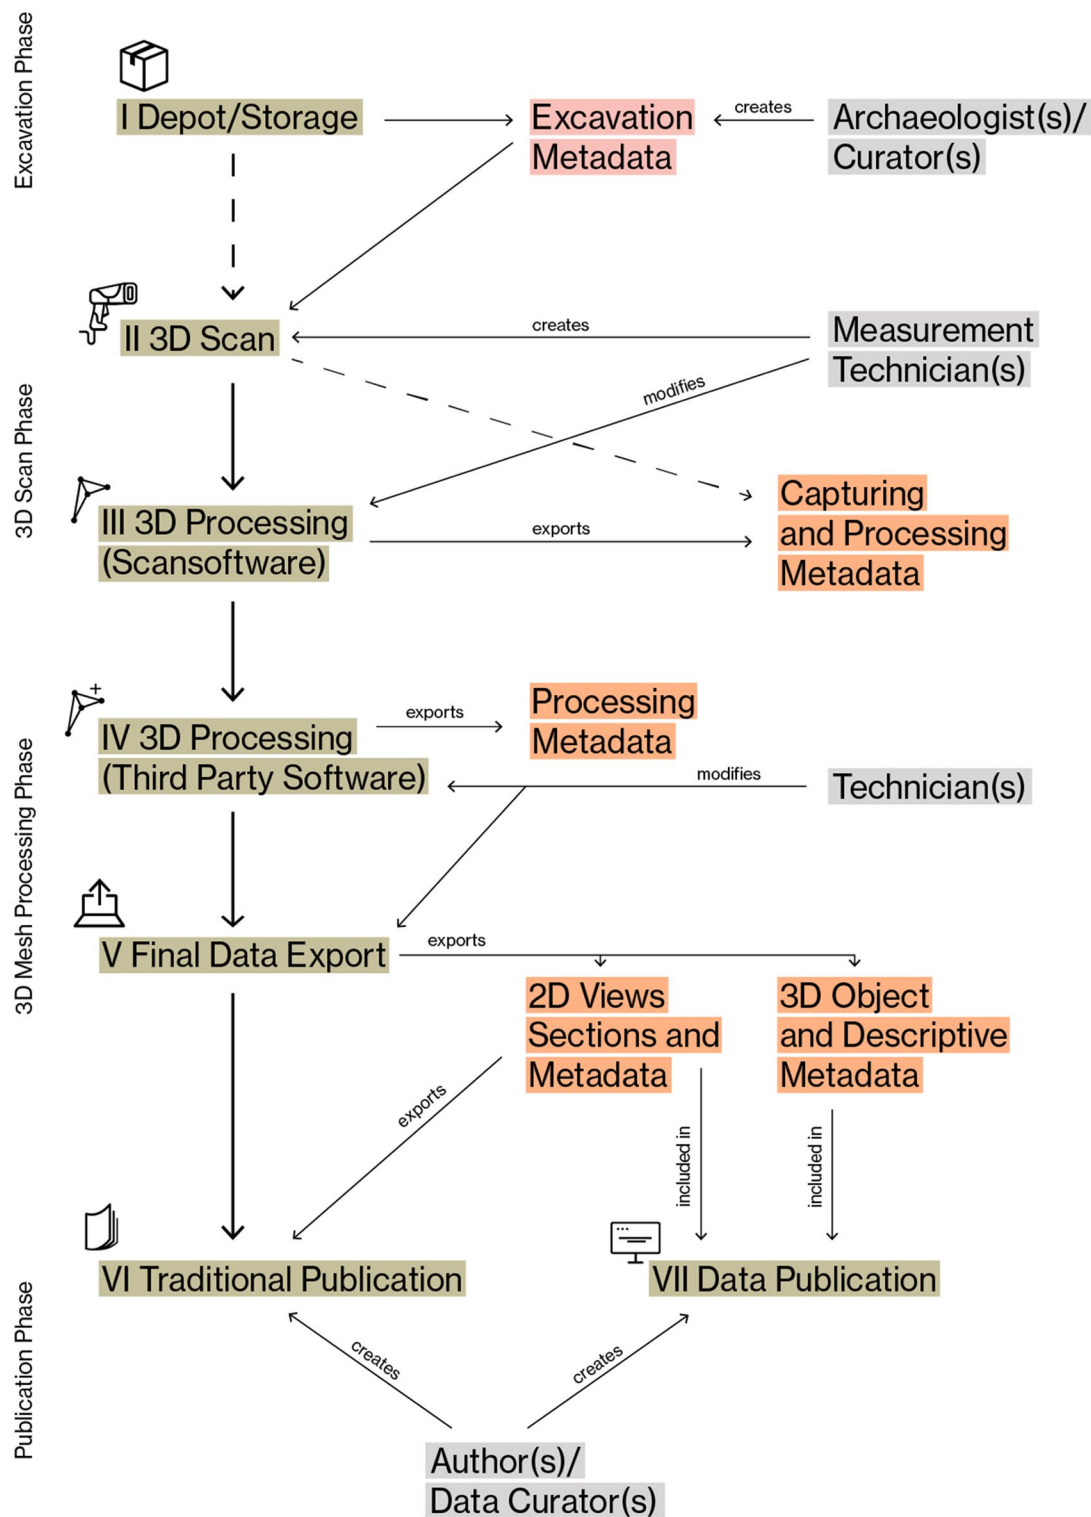 Excavation Phase
I Depot/Storage
Excavation
Metadata
creates
Archaeologist(s)/
Curator(s)
3D Scan Phase
II 3D Scan
creates
Measurement
Technician(s)
modifies
III 3D Processing
(Scansoftware)
exports
Capturing
and Processing
Metadata
3D Mesh Processing Phase
IV 3D Processing
(Third Party Software)
+
exports
Processing
Metadata
modifies
Technician(s)
V Final Data Export
exports
2D Views
Sections and
Metadata
3D Object
and Descriptive
Metadata
exports
included in
included in
Publication Phase
VI Traditional Publication
VII Data Publication
creates
creates
Author(s)/
Data Curator(s)